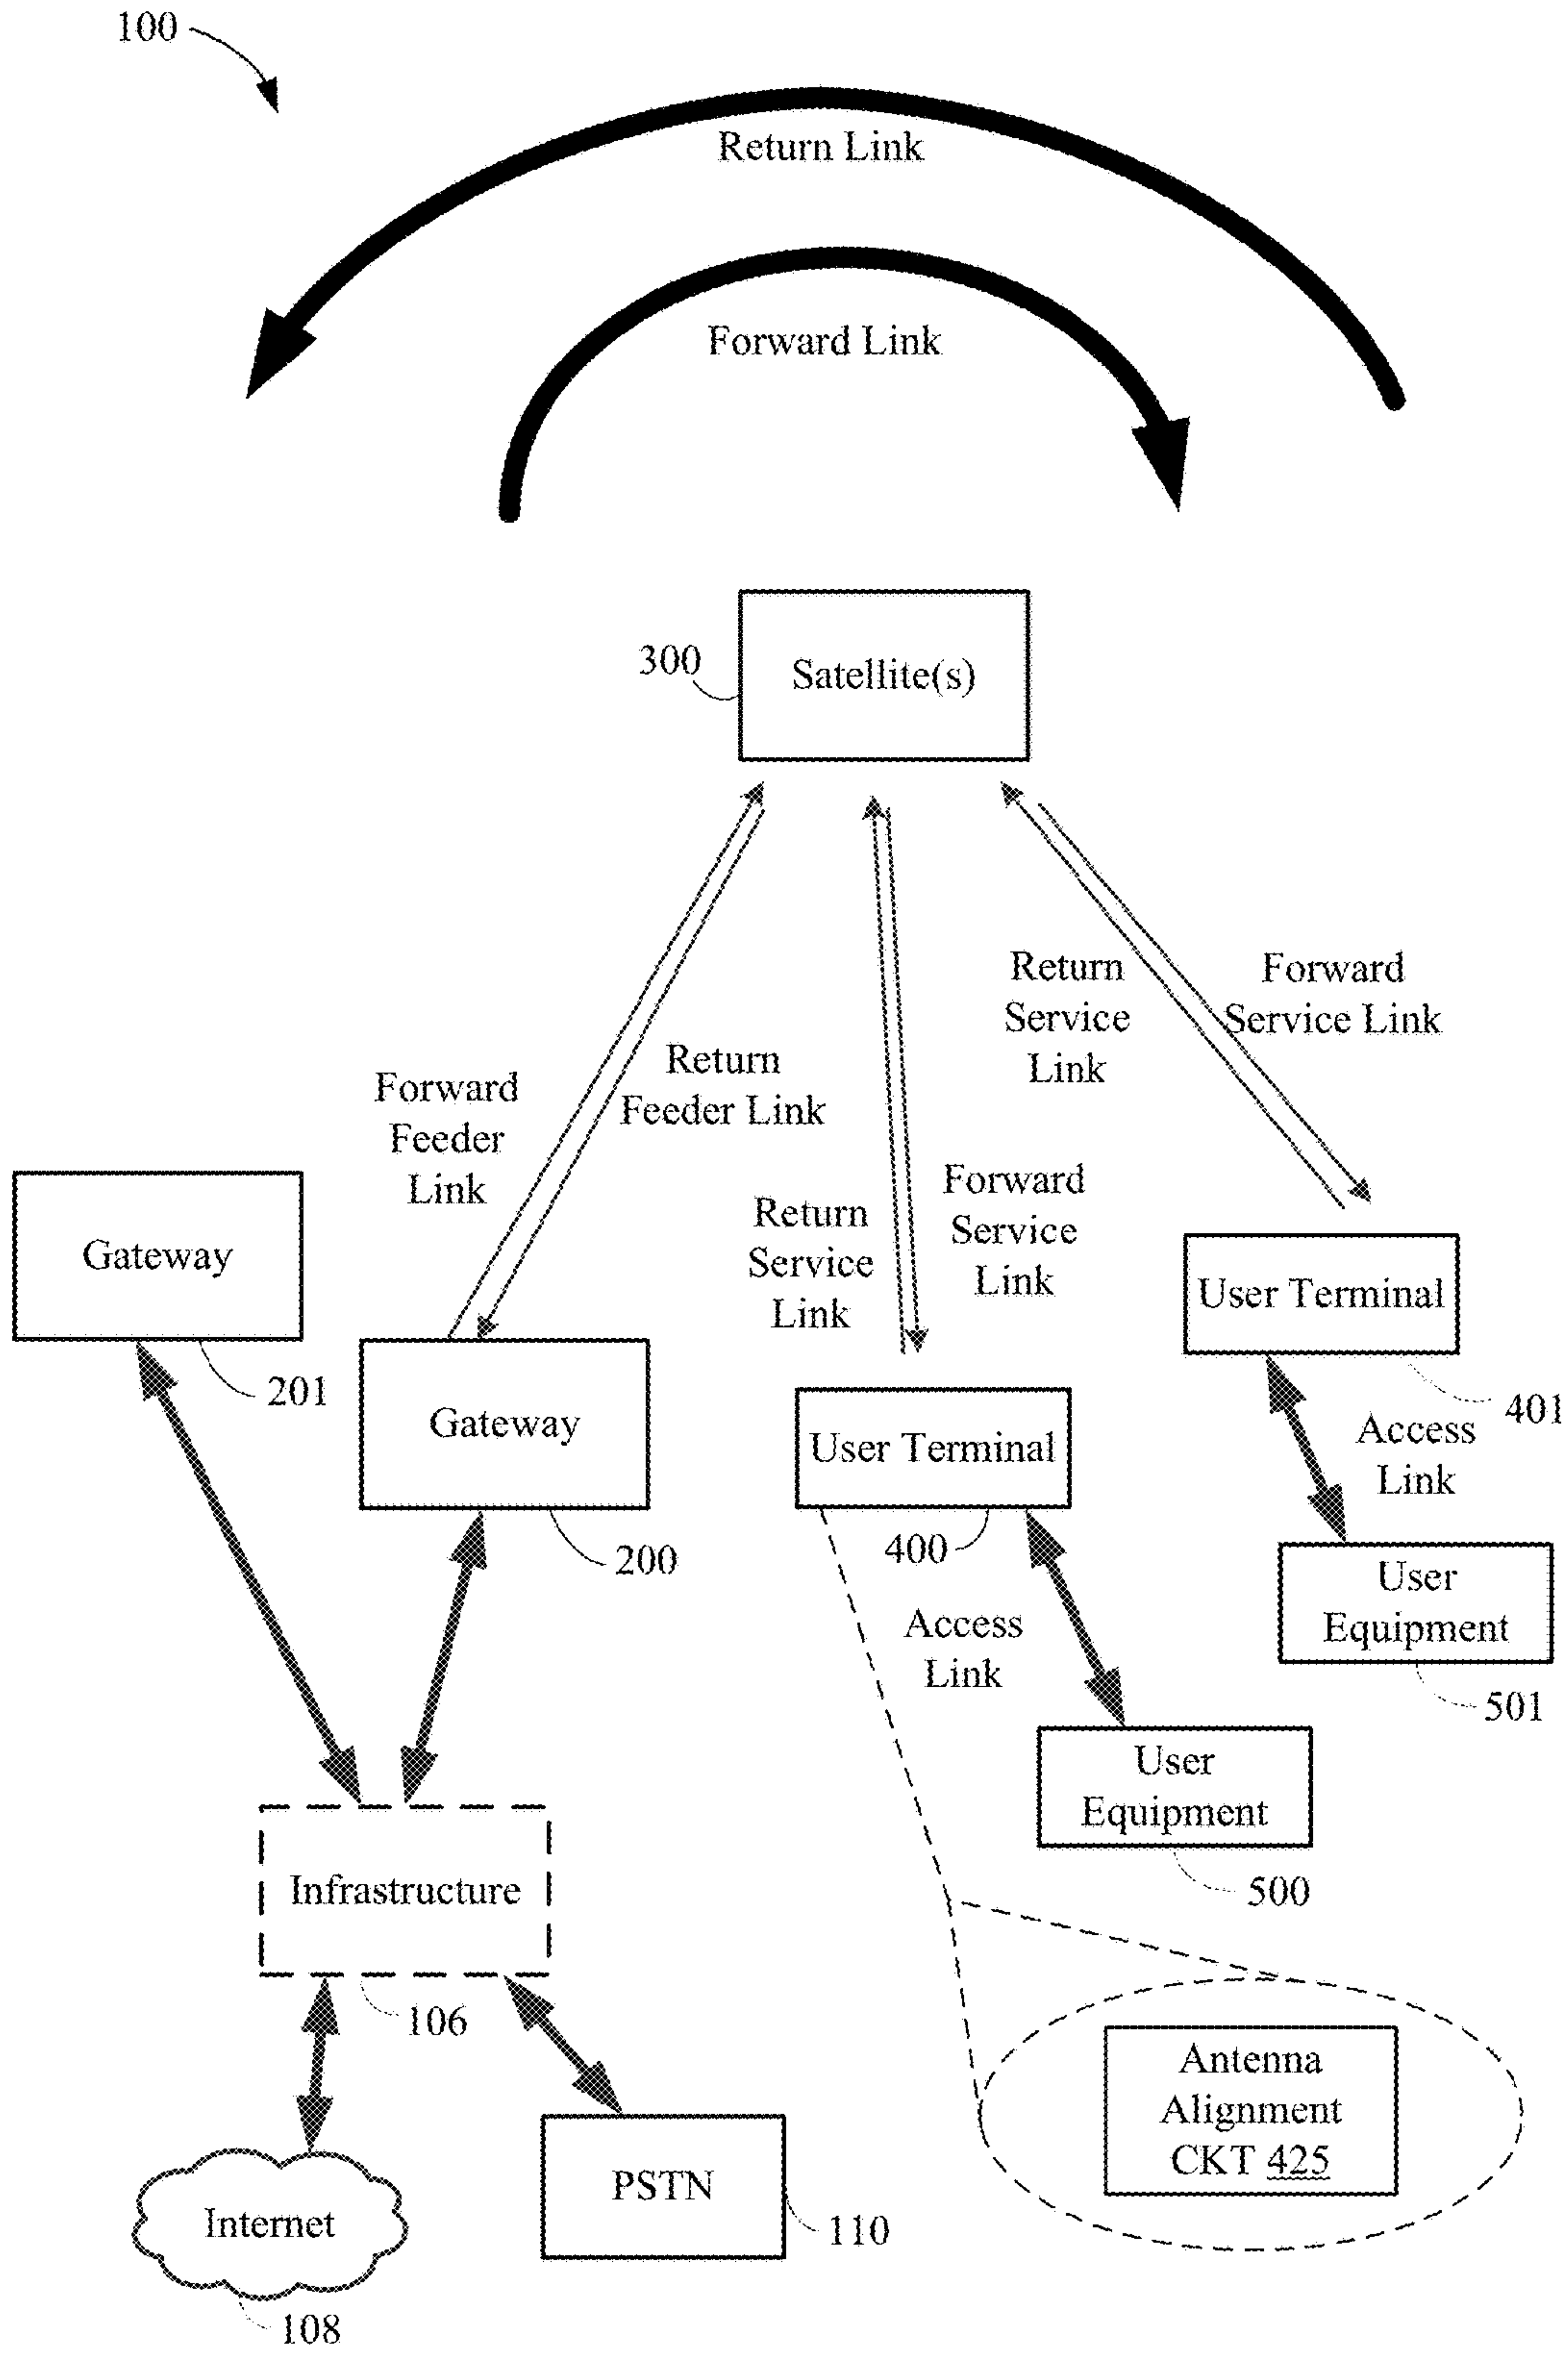 100
Return Link
Forward Link
300
Satellite(s)
Return
Service
Link
Forward
Service Link
Return
Feeder Link
Forward
Feeder
Link
Return
Service
Link
Forward
Service
Link
Gateway
201
Gateway
200
User Terminal
401
User Terminal
400
Access
Link
User
Equipment
501
Access
Link
User
Equipment
500
Infrastructure
106
Antenna
Alignment
CKT 425
Internet
108
PSTN
110